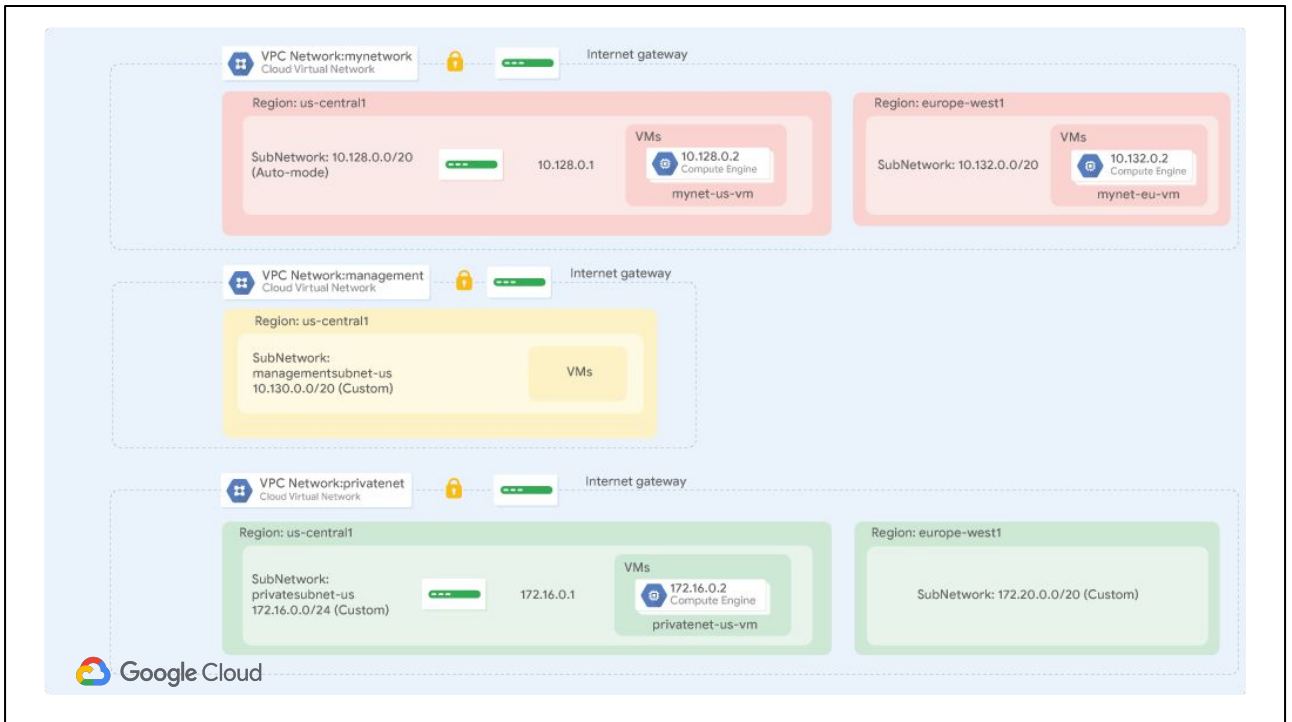 VPC Network:mynetwork
Cloud Virtual Network
Internet gateway
Region: us-central1
SubNetwork: 10.128.0.0/20
(Auto-mode)
10.128.0.1
VMs
10.128.0.2
Compute Engine
mynet-us-vm
Region: europe-west1
SubNetwork: 10.132.0.0/20
VMs
10.132.0.2
Compute Engine
mynet-eu-vm
VPC Network:management
Cloud Virtual Network
Internet gateway
Region: us-central1
SubNetwork:
managementsubnet-us
10.130.0.0/20 (Custom)
VMs
VPC Network:privatenet
Cloud Virtual Network
Internet gateway
Region: us-central1
SubNetwork:
privatesubnet-us
172.16.0.0/24 (Custom)
172.16.0.1
VMs
172.16.0.2
Compute Engine
privatenet-us-vm
Region: europe-west1
SubNetwork: 172.20.0.0/20 (Custom)
Google Cloud